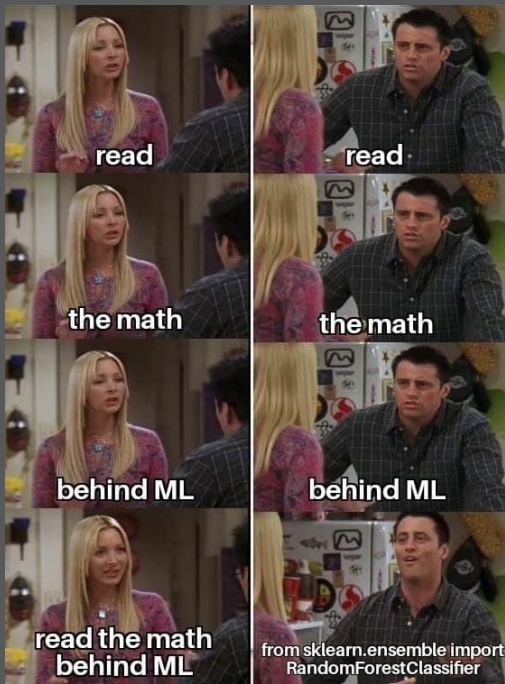 read
read
the math
the math
behind ML
behind ML
read the math
behind ML
from sklearn.ensemble import
RandomForestClassifier